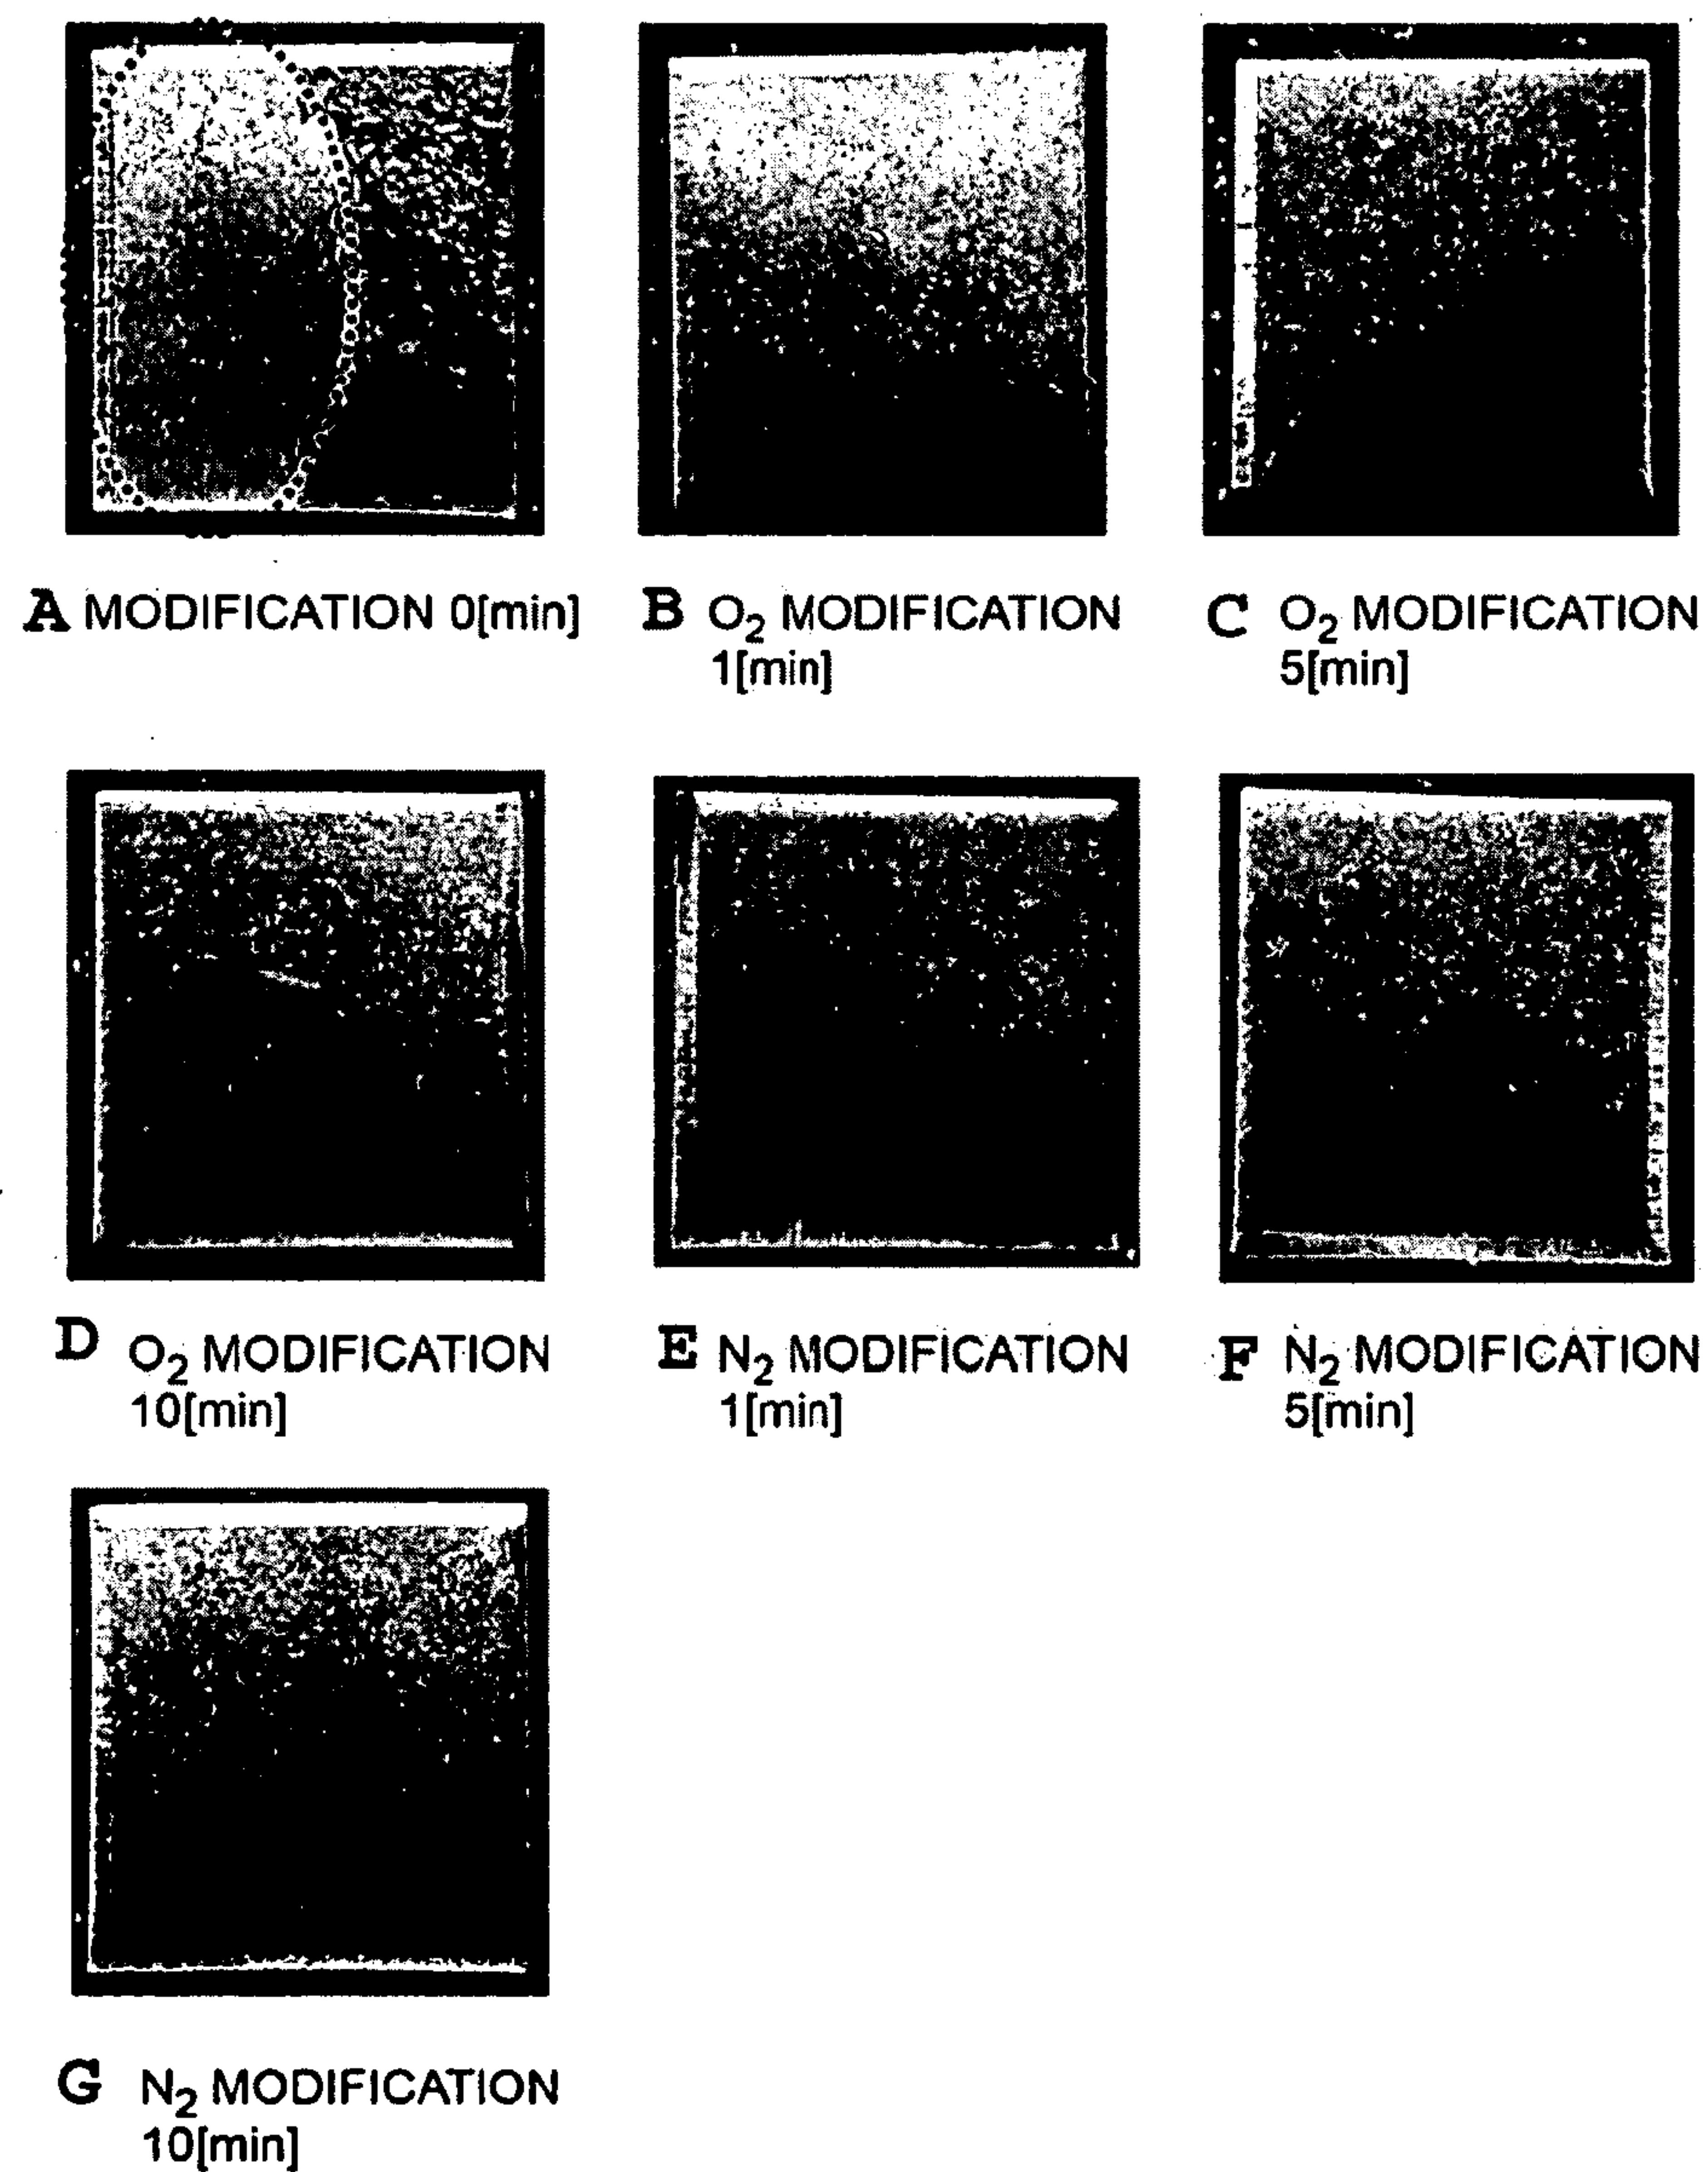 A MODIFICATION 0[min]
B O₂ MODIFICATION
1[min]
C O₂ MODIFICATION
5[min]
D O₂ MODIFICATION
10[min]
E N₂ MODIFICATION
1[min]
F N₂ MODIFICATION
5[min]
G N₂ MODIFICATION
10[min]